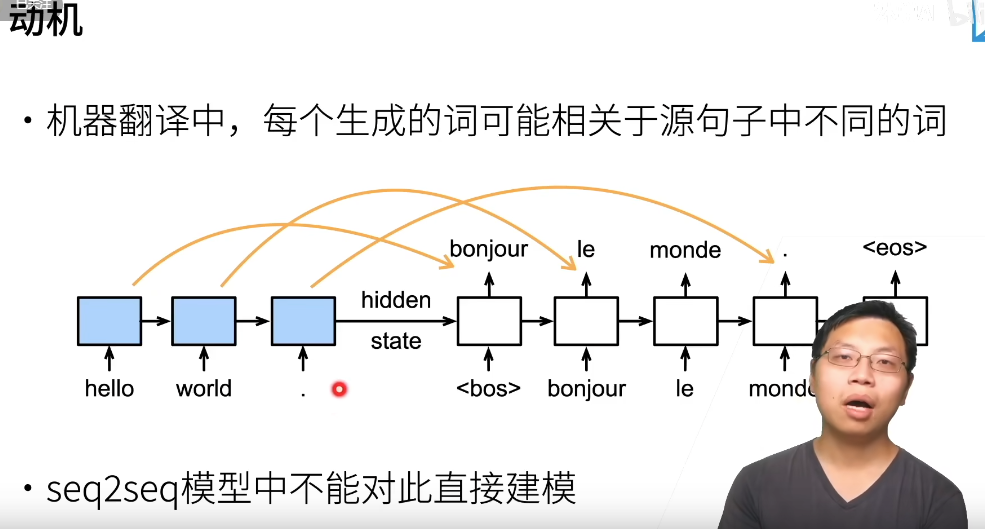 动机
• 机器翻译中，每个生成的词可能相关于源句子中不同的词
bonjour le monde . <eos>
hidden
state
hello world . <bos> bonjour le monde
• seq2seq模型中不能对此直接建模